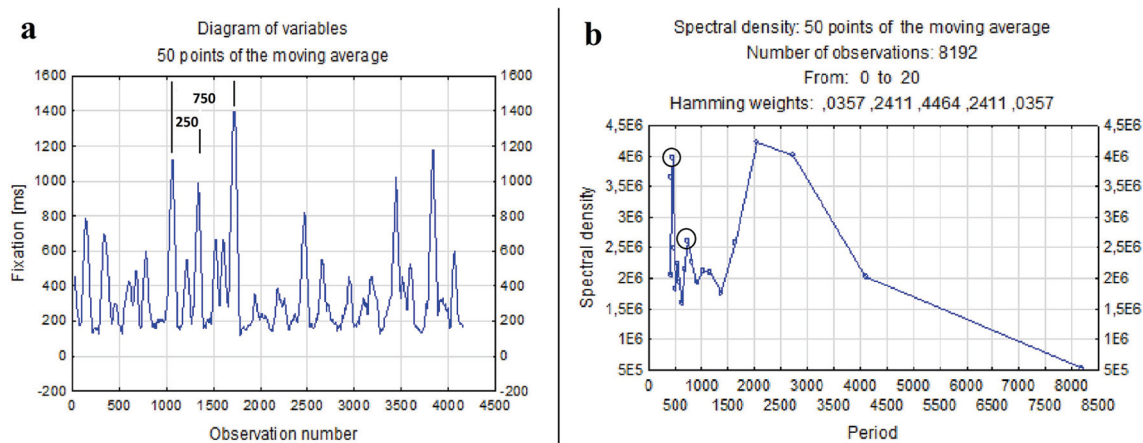 a
Diagram of variables
50 points of the moving average
1600 1600
750
1400 1400
250
1200 1200
1000 1000
800 800
600 600
400 400
200 200
0 0
-200 -200
Fixation [ms]
0 500 1000 1500 2000 2500 3000 3500 4000 4500
Observation number
b
Spectral density: 50 points of the moving average
Number of observations: 8192
From: 0 to 20
Hamming weights: ,0357 ,2411 ,4464 ,2411 ,0357
4,5E6 4,5E6
4E6 4E6
3,5E6 3,5E6
3E6 3E6
2,5E6 2,5E6
2E6 2E6
1,5E6 1,5E6
1E6 1E6
5E5 5E5
Spectral density
0 1000 2000 3000 4000 5000 6000 7000 8000
500 1500 2500 3500 4500 5500 6500 7500 8500
Period